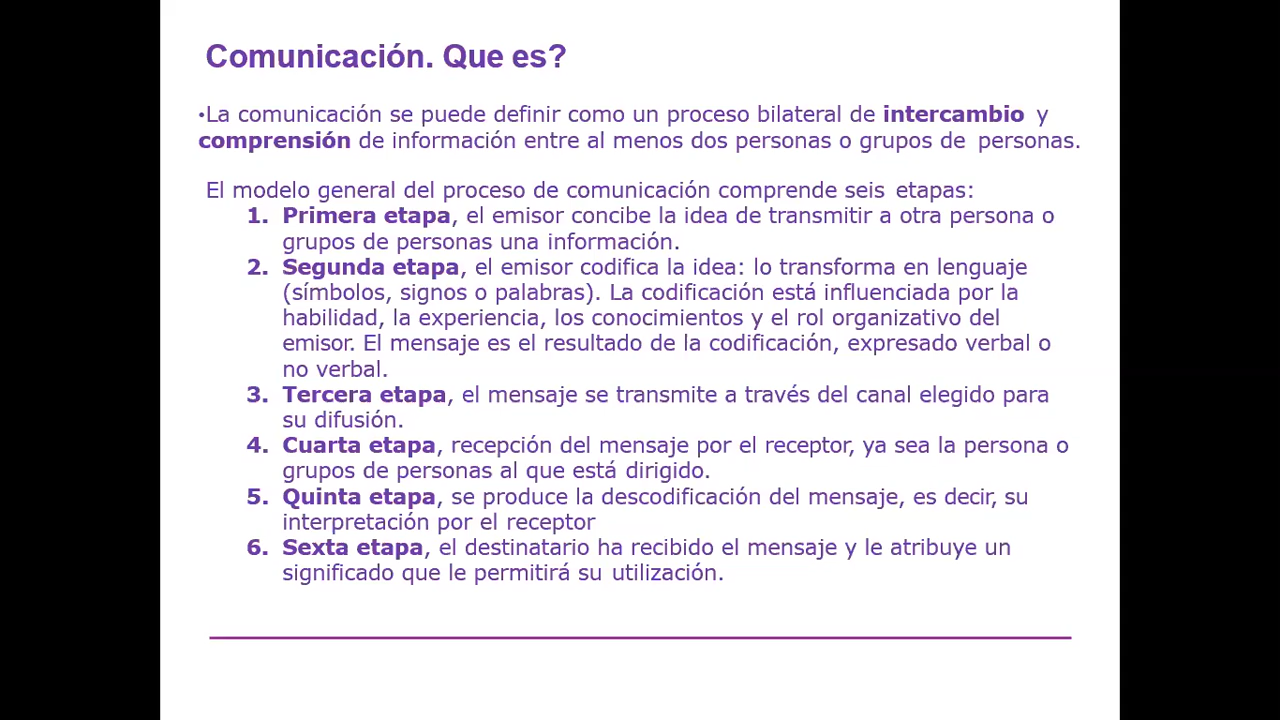 Comunicación. Que es?
•La comunicación se puede definir como un proceso bilateral de intercambio y
comprensión de información entre al menos dos personas o grupos de personas.
El modelo general del proceso de comunicación comprende seis etapas:
1. Primera etapa, el emisor concibe la idea de transmitir a otra persona o
grupos de personas una información.
2. Segunda etapa, el emisor codifica la idea: lo transforma en lenguaje
(símbolos, signos o palabras). La codificación está influenciada por la
habilidad, la experiencia, los conocimientos y el rol organizativo del
emisor. El mensaje es el resultado de la codificación, expresado verbal o
no verbal.
3. Tercera etapa, el mensaje se transmite a través del canal elegido para
su difusión.
4. Cuarta etapa, recepción del mensaje por el receptor, ya sea la persona o
grupos de personas al que está dirigido.
5. Quinta etapa, se produce la descodificación del mensaje, es decir, su
interpretación por el receptor
6. Sexta etapa, el destinatario ha recibido el mensaje y le atribuye un
significado que le permitirá su utilización.